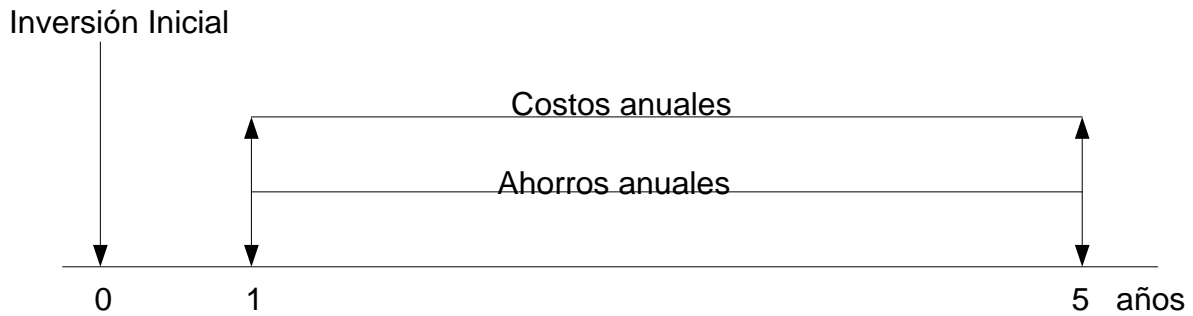 Inversión Inicial
Costos anuales
Ahorros anuales
0 1 5 años